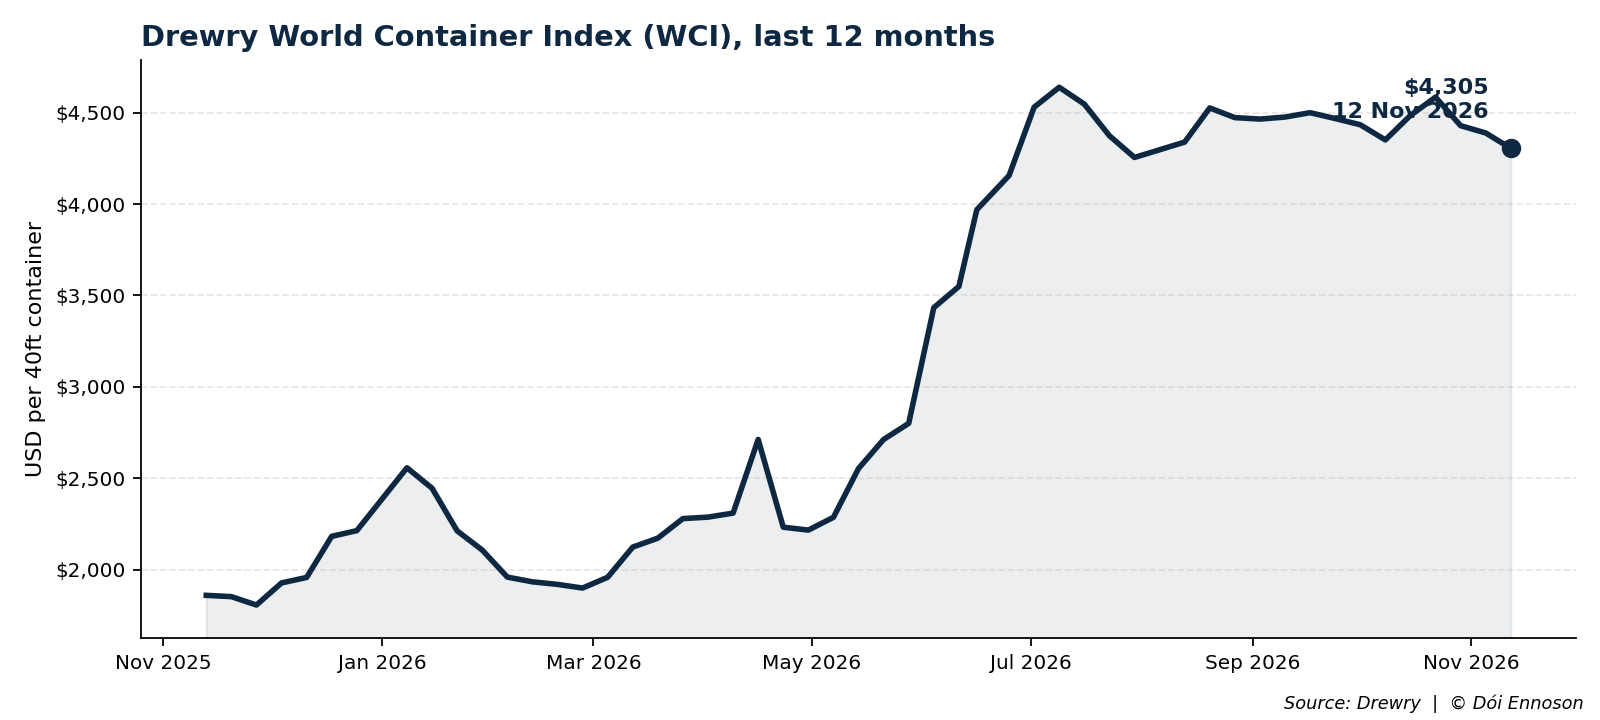 Drewry World Container Index (WCI), last 12 months
$4,305
12 Nov 2026
USD per 40ft container
$4,500
$4,000
$3,500
$3,000
$2,500
$2,000
Nov 2025
Jan 2026
Mar 2026
May 2026
Jul 2026
Sep 2026
Nov 2026
Source: Drewry | © Dói Ennoson